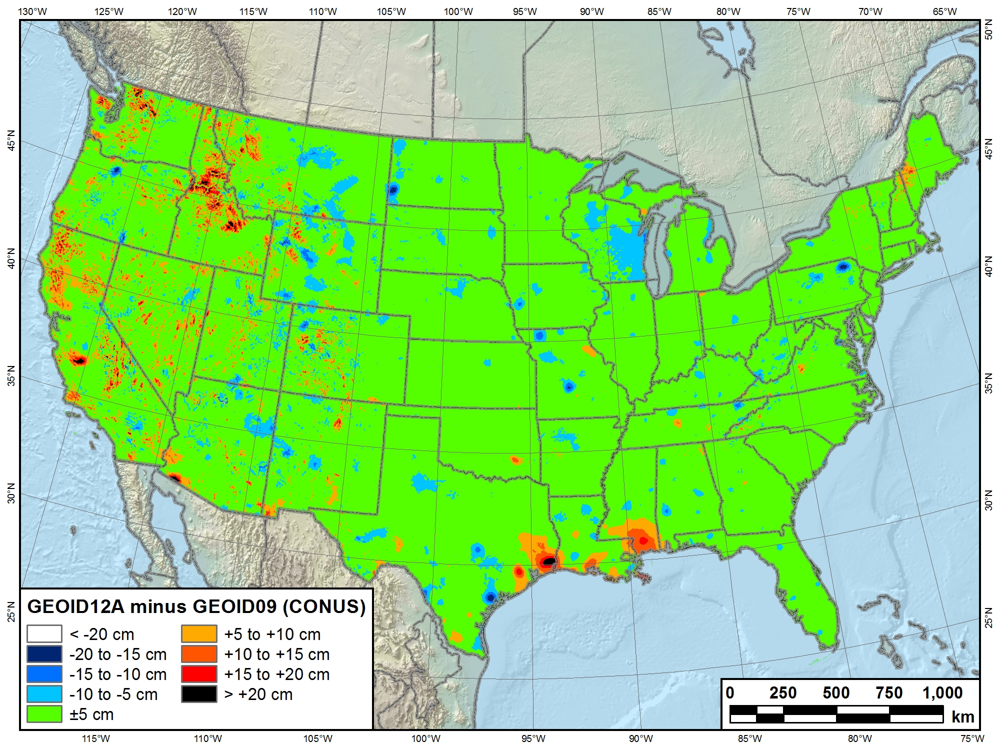 130°W 125°W 120°W 115°W 110°W 105°W 100°W 95°W 90°W 85°W 80°W 75°W 70°W 65°W
50°N
45°N 45°N
40°N 40°N
35°N 35°N
30°N 30°N
25°N 25°N
GEOID12A minus GEOID09 (CONUS)
< -20 cm
-20 to -15 cm
-15 to -10 cm
-10 to -5 cm
±5 cm
+5 to +10 cm
+10 to +15 cm
+15 to +20 cm
> +20 cm
0 250 500 750 1,000
km
115°W 110°W 105°W 100°W 95°W 90°W 85°W 80°W 75°W